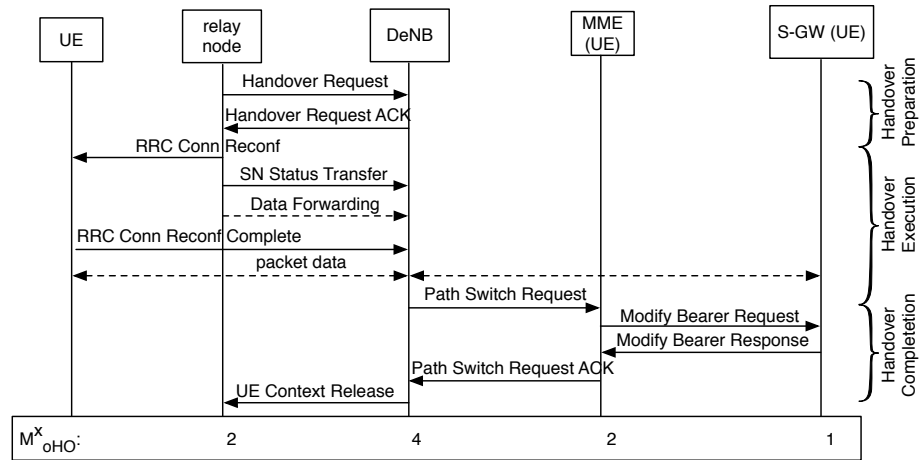 UE
relay
node
DeNB
MME
(UE)
S-GW (UE)
Handover Request
Handover Request ACK
RRC Conn Reconf
SN Status Transfer
Data Forwarding
RRC Conn Reconf Complete
packet data
Path Switch Request
Modify Bearer Request
Modify Bearer Response
Path Switch Request ACK
UE Context Release
Handover
Preparation
Handover
Execution
Handover
Completetion
M^x_oHO: 2 4 2 1